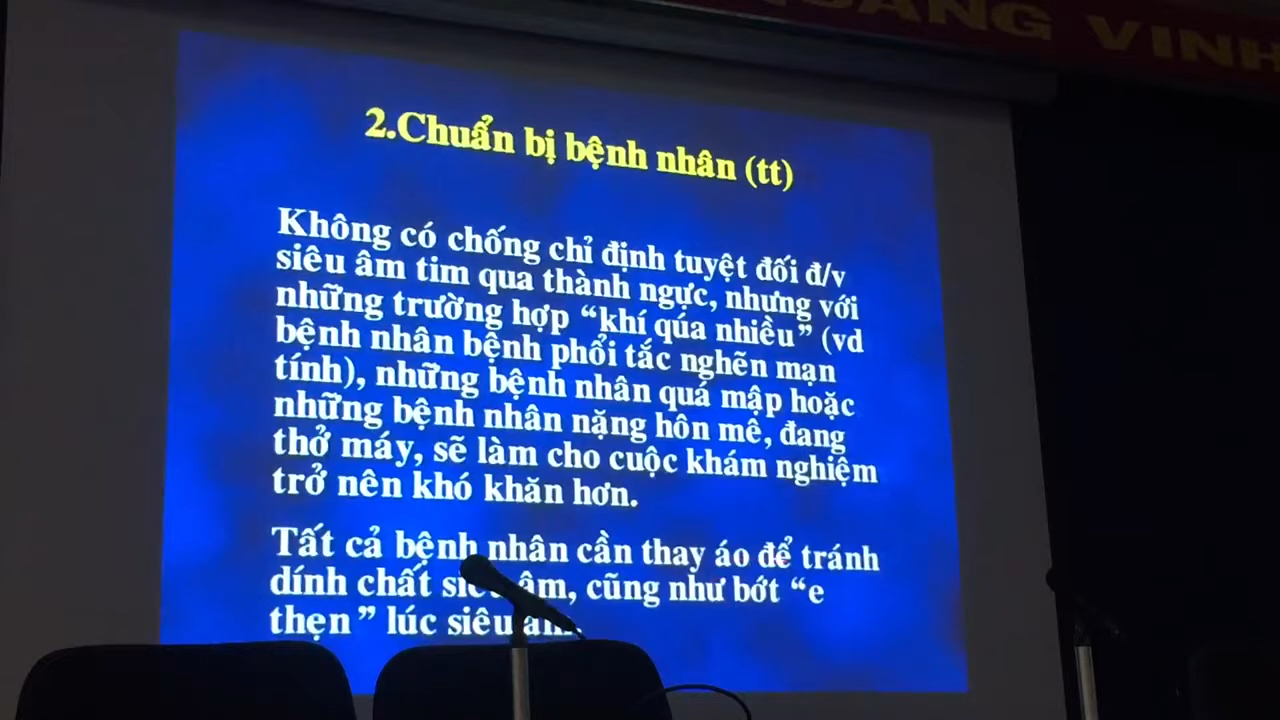 QUANG VINH
2.Chuẩn bị bệnh nhân (tt)
Không có chống chỉ định tuyệt đối đ/v
siêu âm tim qua thành ngực, nhưng với
những trường hợp “khí qúa nhiều” (vd
bệnh nhân bệnh phổi tắc nghẽn mạn
tính), những bệnh nhân quá mập hoặc
những bệnh nhân nặng hôn mê, đang
thở máy, sẽ làm cho cuộc khám nghiệm
trở nên khó khăn hơn.
Tất cả bệnh nhân cần thay áo để tránh
dính chất siêu âm, cũng như bớt “e
thẹn” lúc siêu âm.